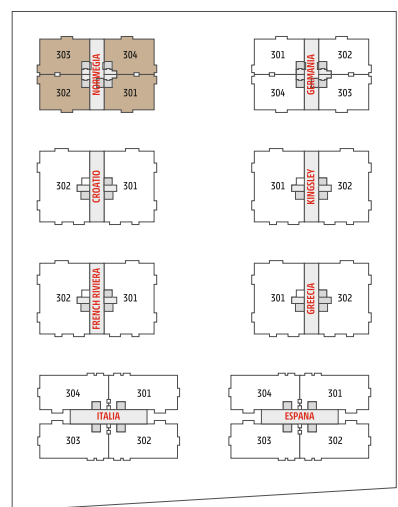 303 NORWEGIA 304
302 301
301 GERMANIA 302
304 303
302 CROATIO 301
301 KINGSLEY 302
302 FRENCH RIVIERA 301
301 GREECIA 302
304 301
ITALIA
303 302
304 301
ESPANA
303 302